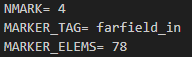 NMARK= 4
MARKER_TAG= farfield_in
MARKER_ELEMS= 78